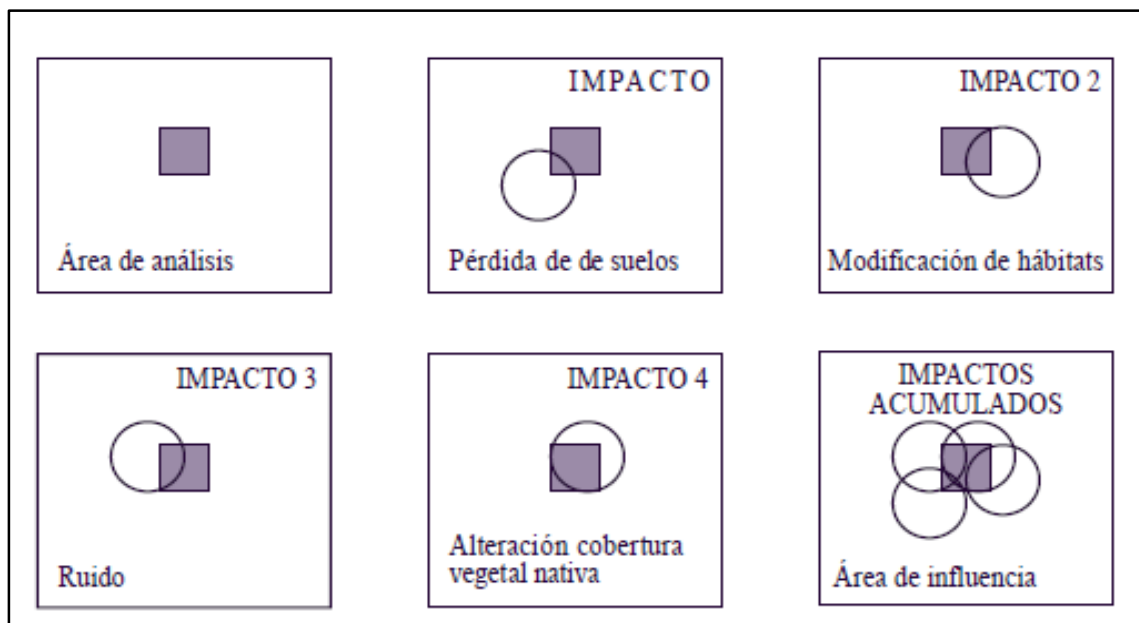 Área de análisis
IMPACTO
Pérdida de de suelos
IMPACTO 2
Modificación de hábitats
IMPACTO 3
Ruido
IMPACTO 4
Alteración cobertura
vegetal nativa
IMPACTOS
ACUMULADOS
Área de influencia